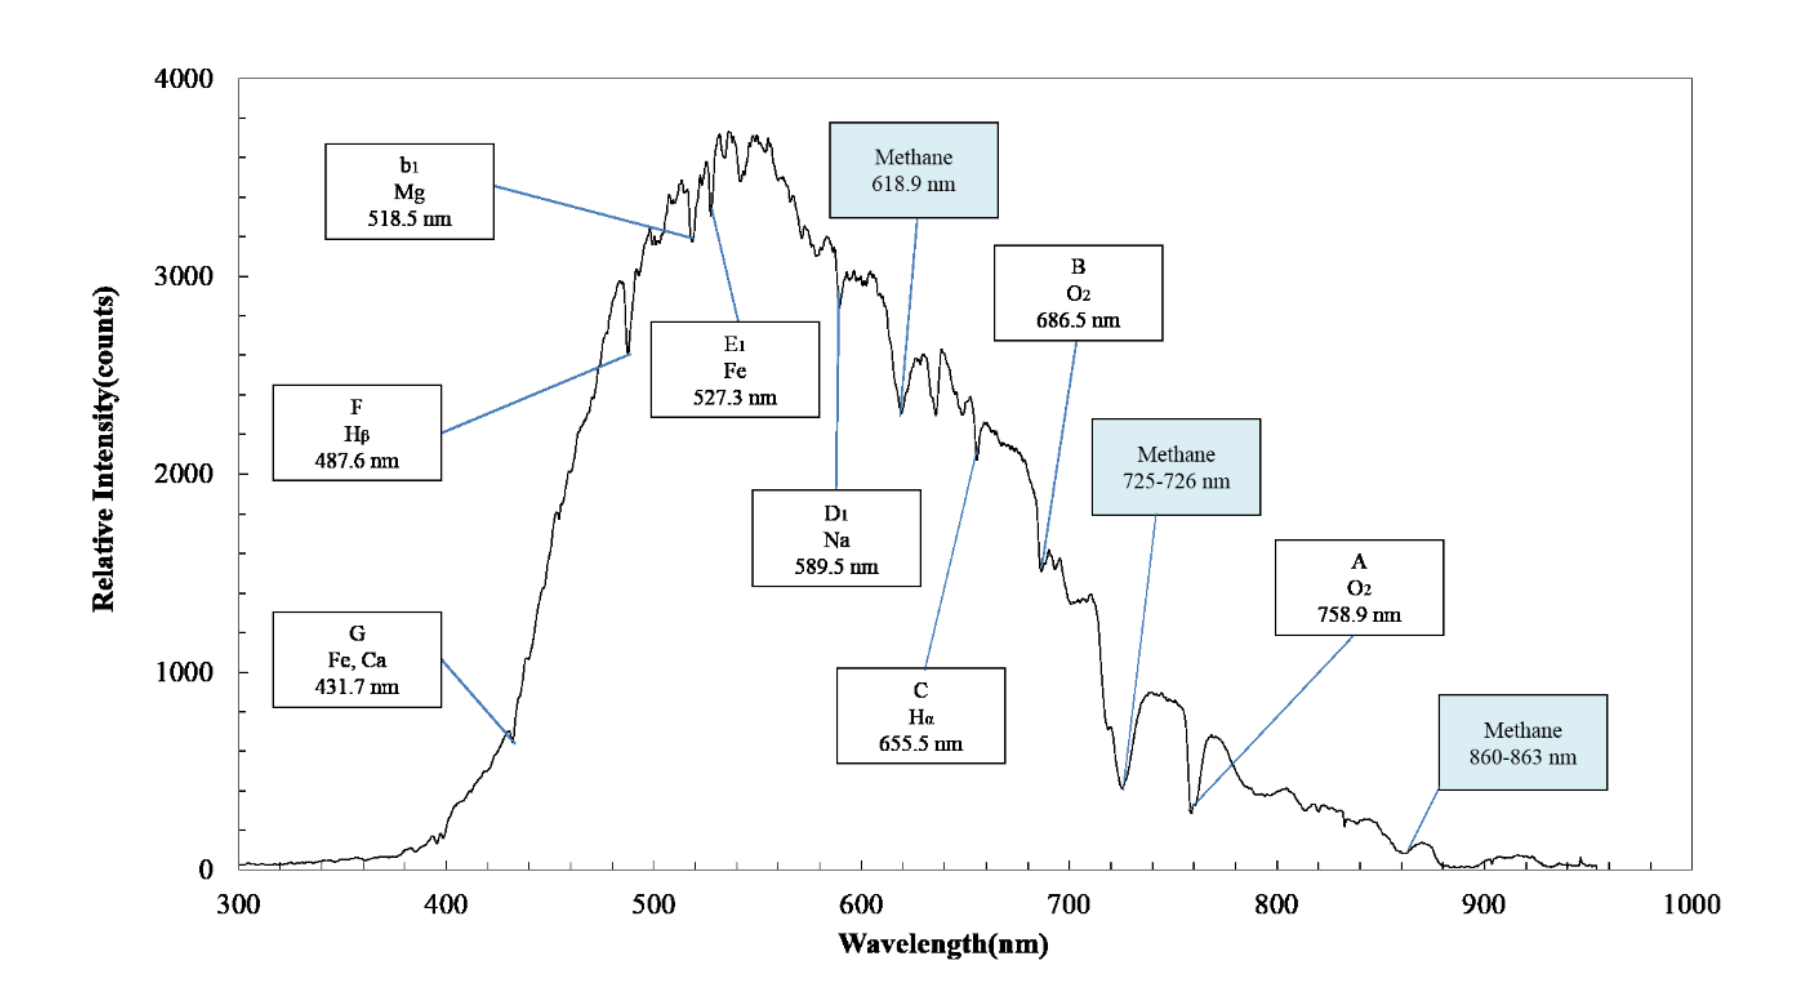 4000
3000
2000
1000
0
Relative Intensity(counts)
b1
Mg
518.5 nm
F
Hβ
487.6 nm
G
Fe, Ca
431.7 nm
E1
Fe
527.3 nm
Methane
618.9 nm
D1
Na
589.5 nm
B
O2
686.5 nm
C
Hα
655.5 nm
Methane
725-726 nm
A
O2
758.9 nm
Methane
860-863 nm
300 400 500 600 700 800 900 1000
Wavelength(nm)